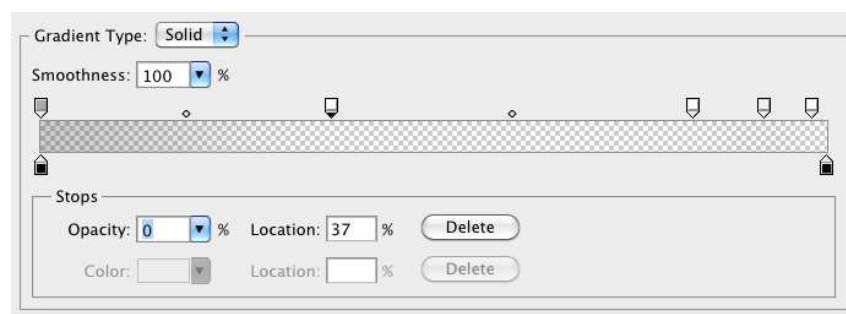 Gradient Type: Solid
Smoothness: 100 %
Stops
Opacity: 0 % Location: 37 % Delete
Color: Location: % Delete